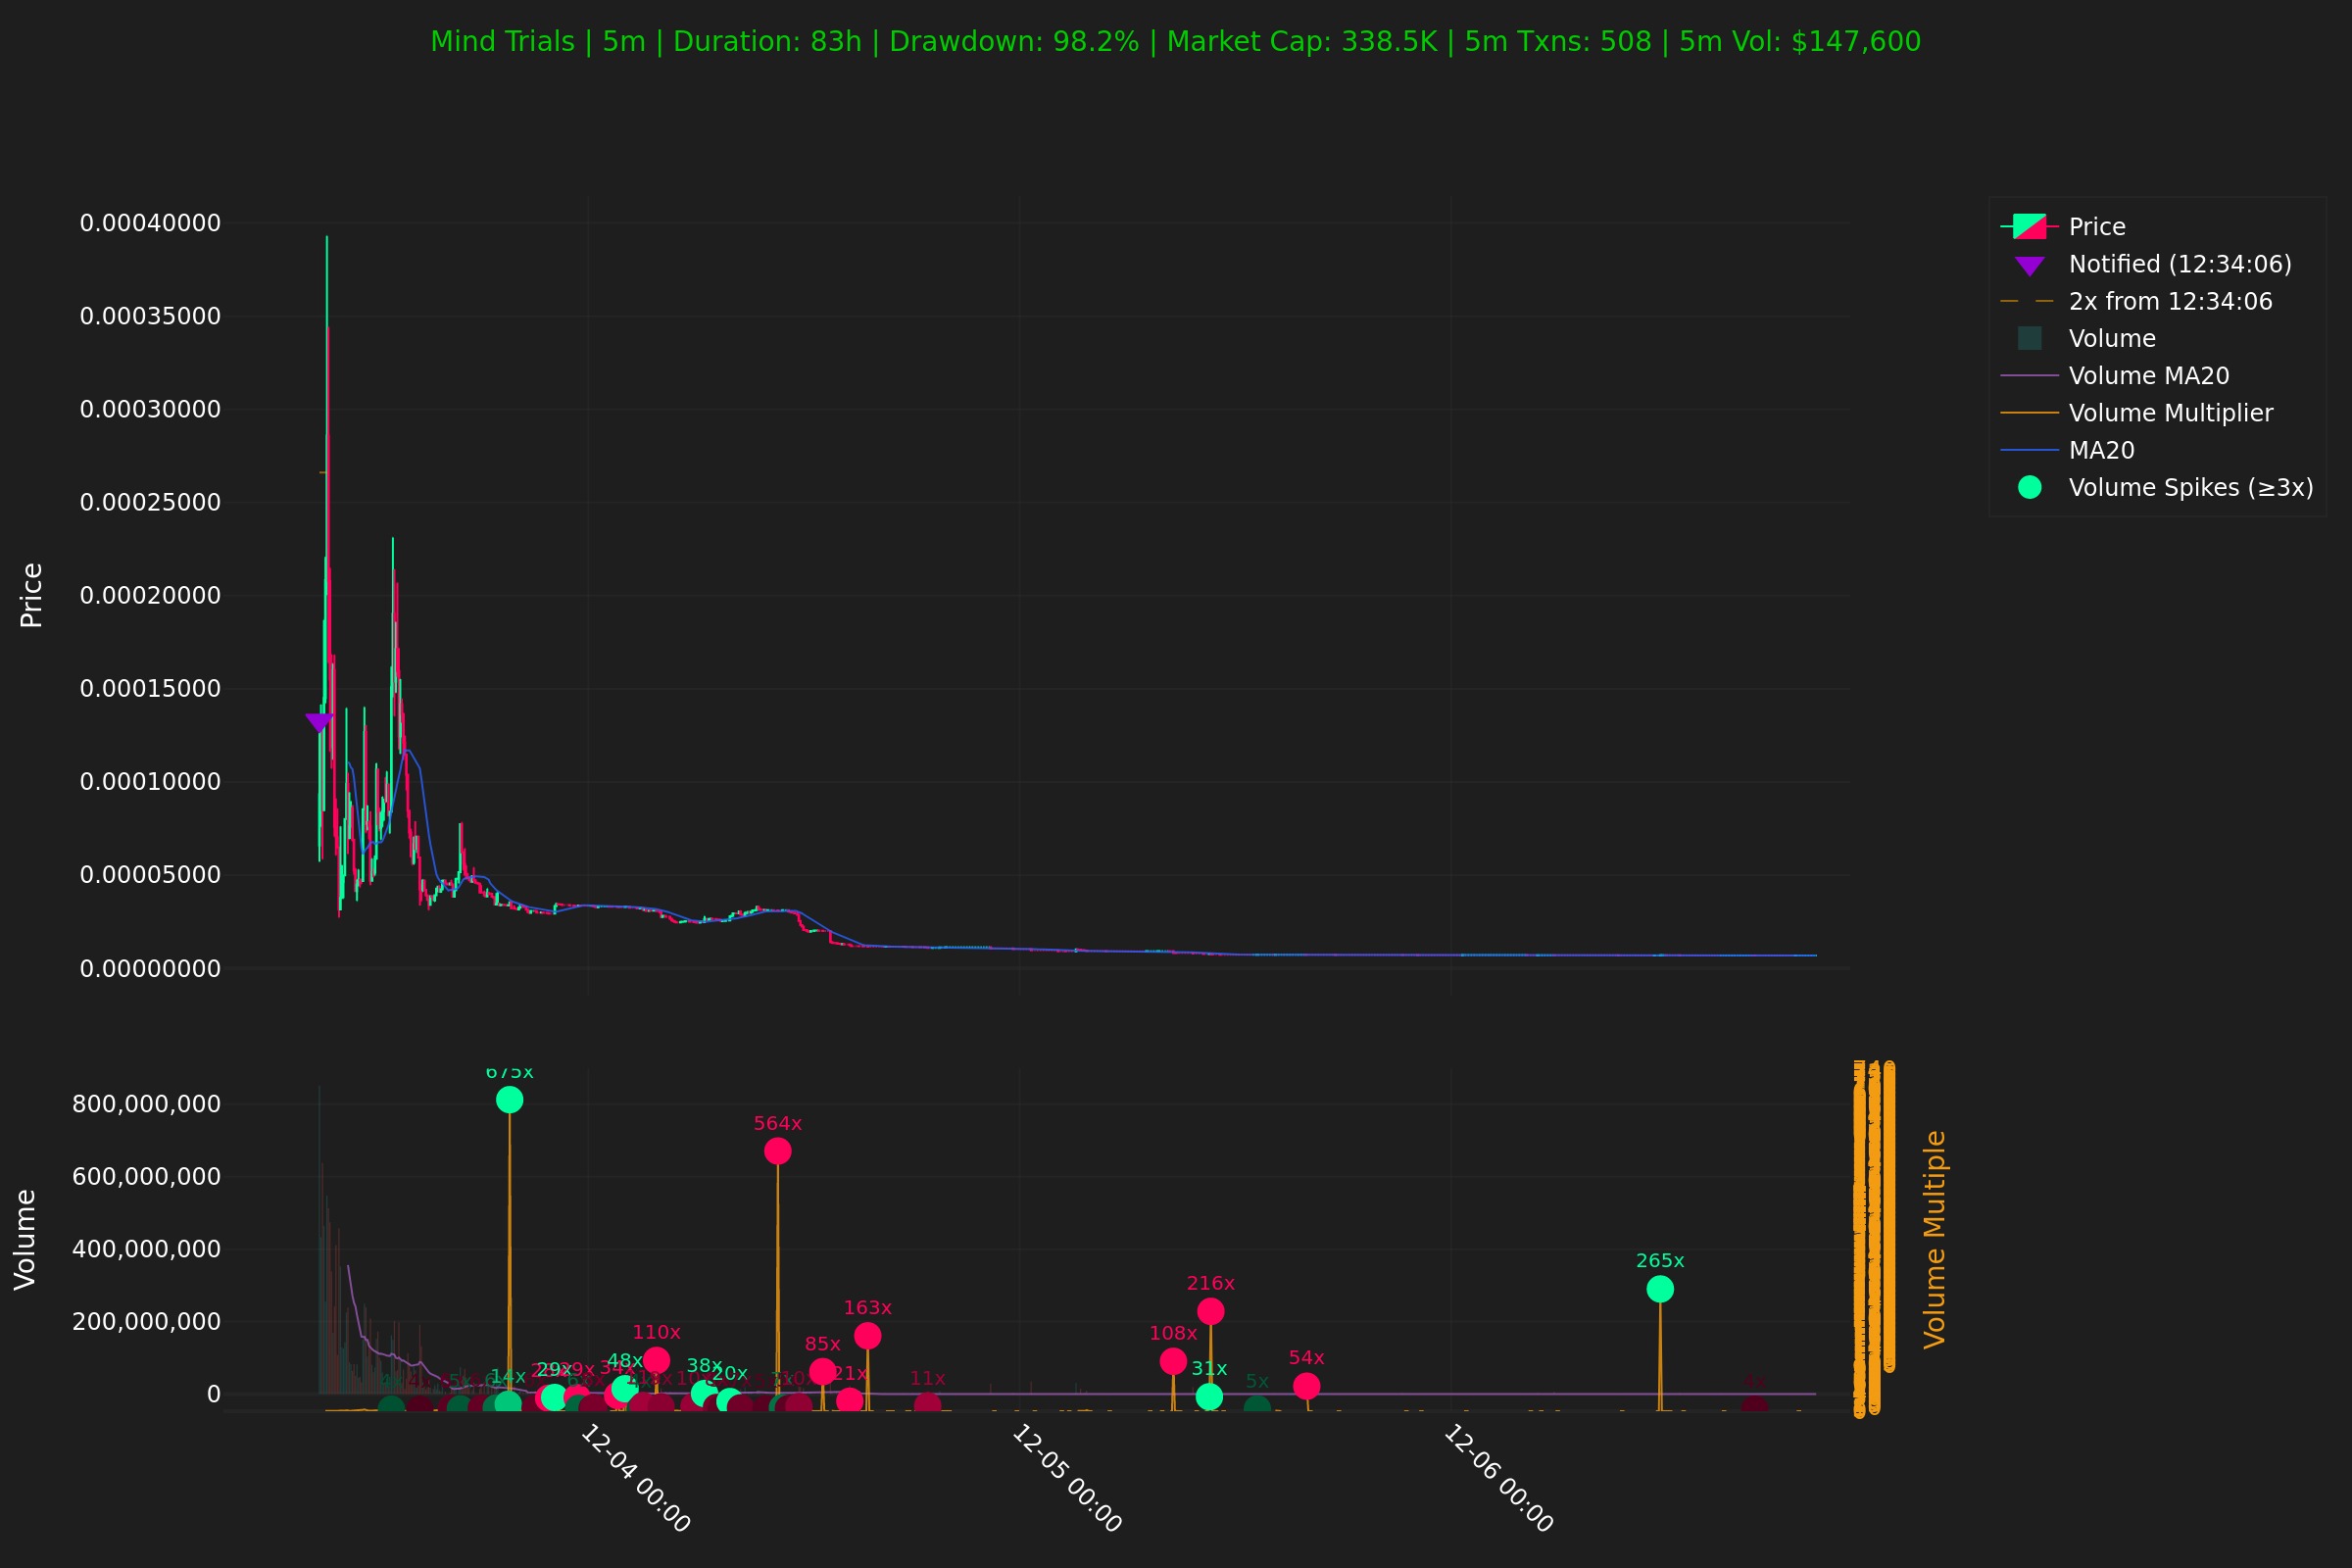 Mind Trials | 5m | Duration: 83h | Drawdown: 98.2% | Market Cap: 338.5K | 5m Txns: 508 | 5m Vol: $147,600
Price
0.00040000
0.00035000
0.00030000
0.00025000
0.00020000
0.00015000
0.00010000
0.00005000
0.00000000
Price
Notified (12:34:06)
2x from 12:34:06
Volume
Volume MA20
Volume Multiplier
MA20
Volume Spikes (≥3x)
Volume
800,000,000
600,000,000
400,000,000
200,000,000
0
675x
564x
265x
216x
163x
108x
110x
85x
54x
48x
38x
34x
31x
29x
29x
21x
20x
14x
11x
5x
Volume Multiple
12-04 00:00
12-05 00:00
12-06 00:00